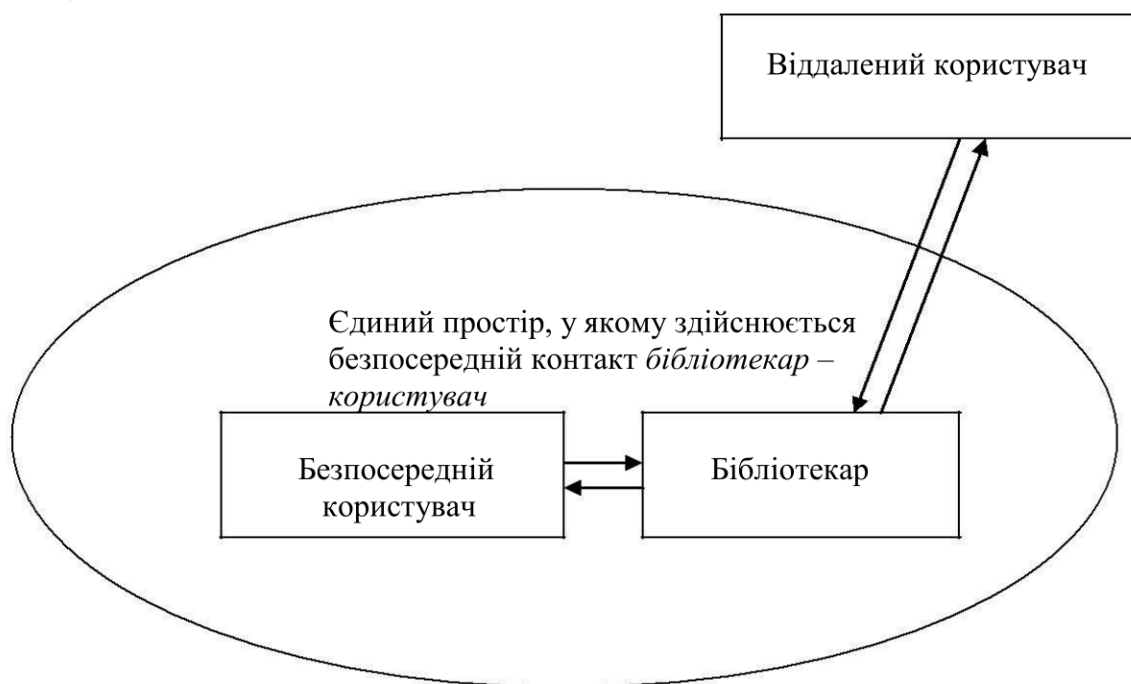 Віддалений користувач
Єдиний простір, у якому здійснюється
безпосередній контакт бібліотекар –
користувач
Безпосередній
користувач
Бібліотекар